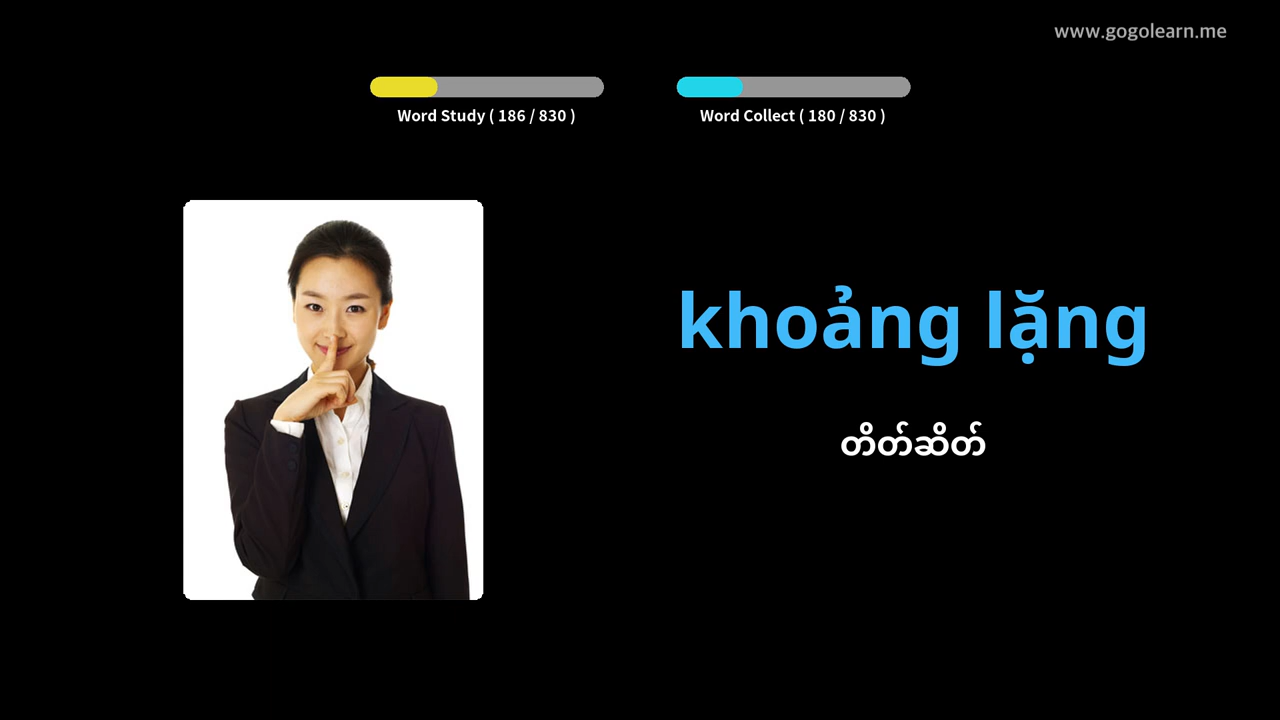 www.gogolearn.me
Word Study ( 186 / 830 )
Word Collect ( 180 / 830 )
khoảng lặng
တိတ်ဆိတ်